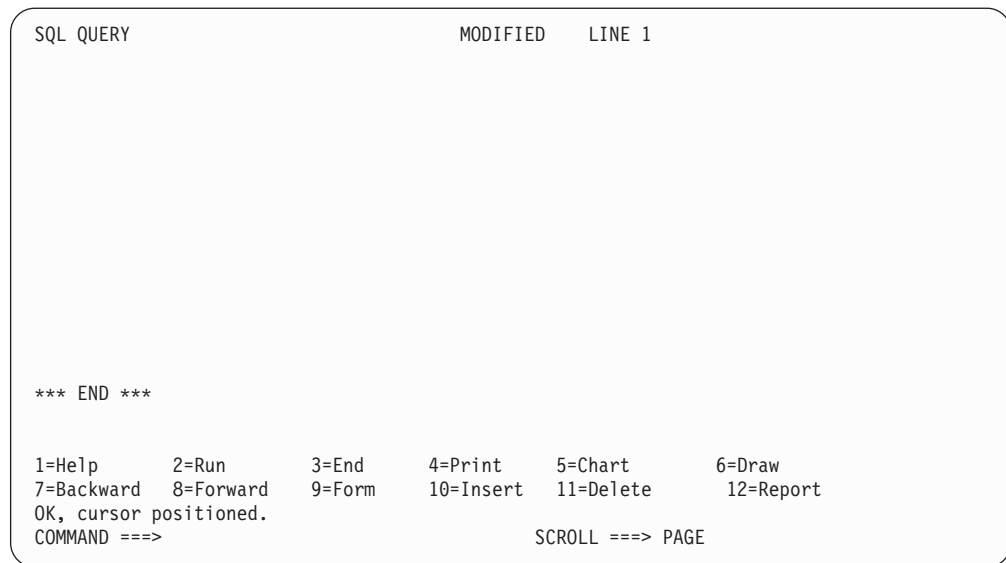 SQL QUERY MODIFIED LINE 1
*** END ***
1=Help 2=Run 3=End 4=Print 5=Chart 6=Draw
7=Backward 8=Forward 9=Form 10=Insert 11=Delete 12=Report
OK, cursor positioned.
COMMAND ===> SCROLL ===> PAGE